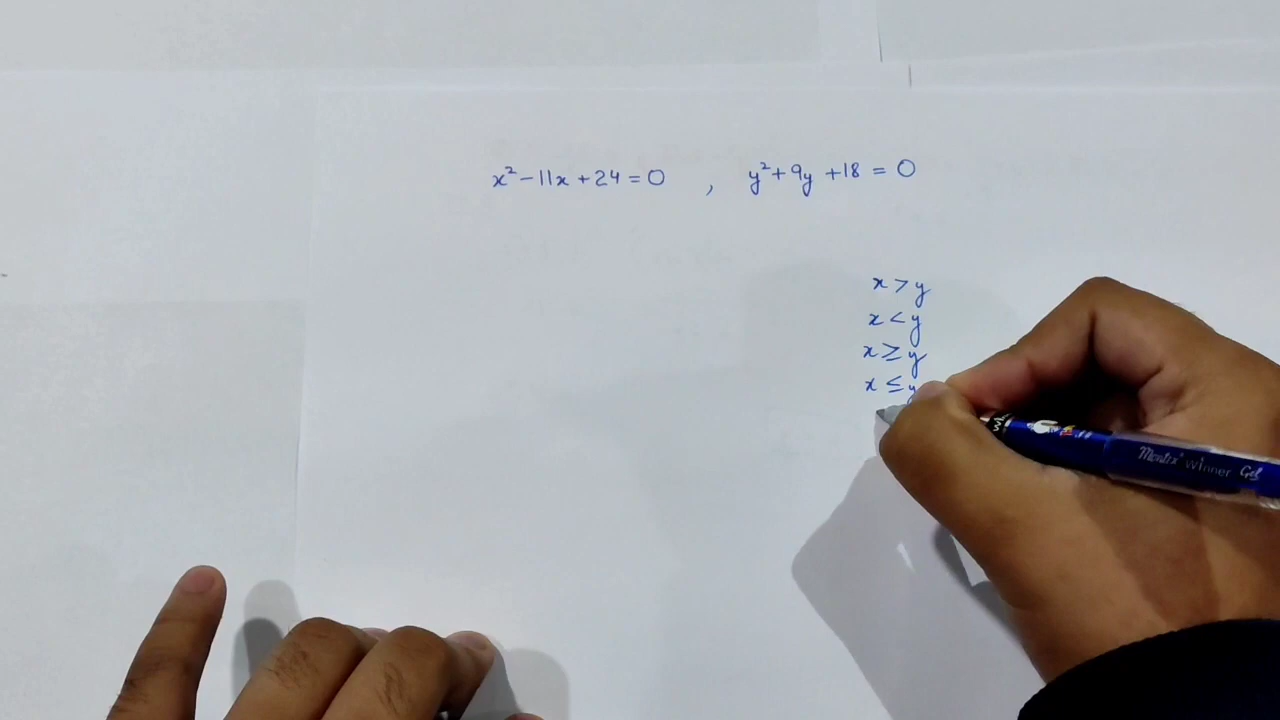 x² - 11x + 24 = 0 , y² + 9y + 18 = 0
x > y
x < y
x ≥ y
x ≤ y
Montex Winner Gel